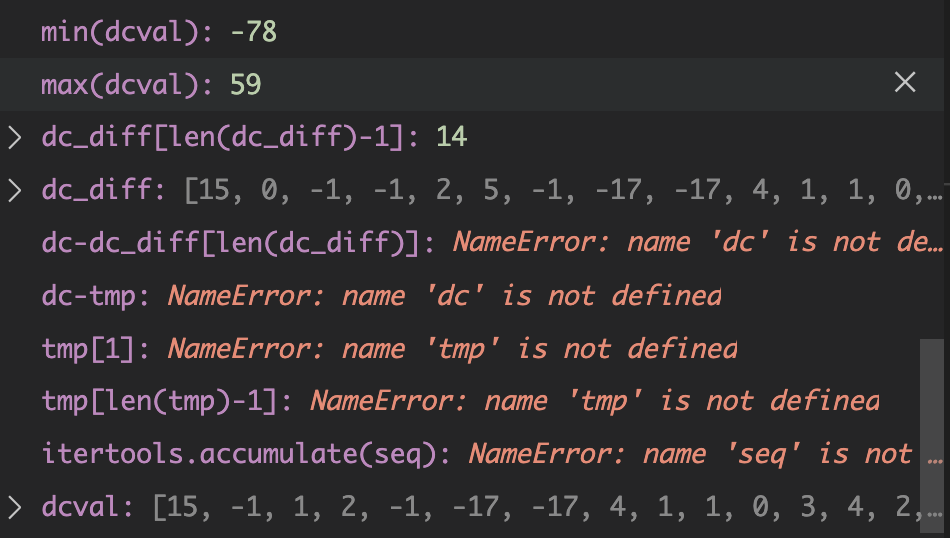 min(dcval): -78
max(dcval): 59
dc_diff[len(dc_diff)-1]: 14
dc_diff: [15, 0, -1, -1, 2, 5, -1, -17, -17, 4, 1, 1, 0,…
dc-dc_diff[len(dc_diff)]: NameError: name 'dc' is not de…
dc-tmp: NameError: name 'dc' is not defined
tmp[1]: NameError: name 'tmp' is not defined
tmp[len(tmp)-1]: NameError: name 'tmp' is not defined
itertools.accumulate(seq): NameError: name 'seq' is not …
dcval: [15, -1, 1, 2, -1, -17, -17, 4, 1, 1, 0, 3, 4, 2,…